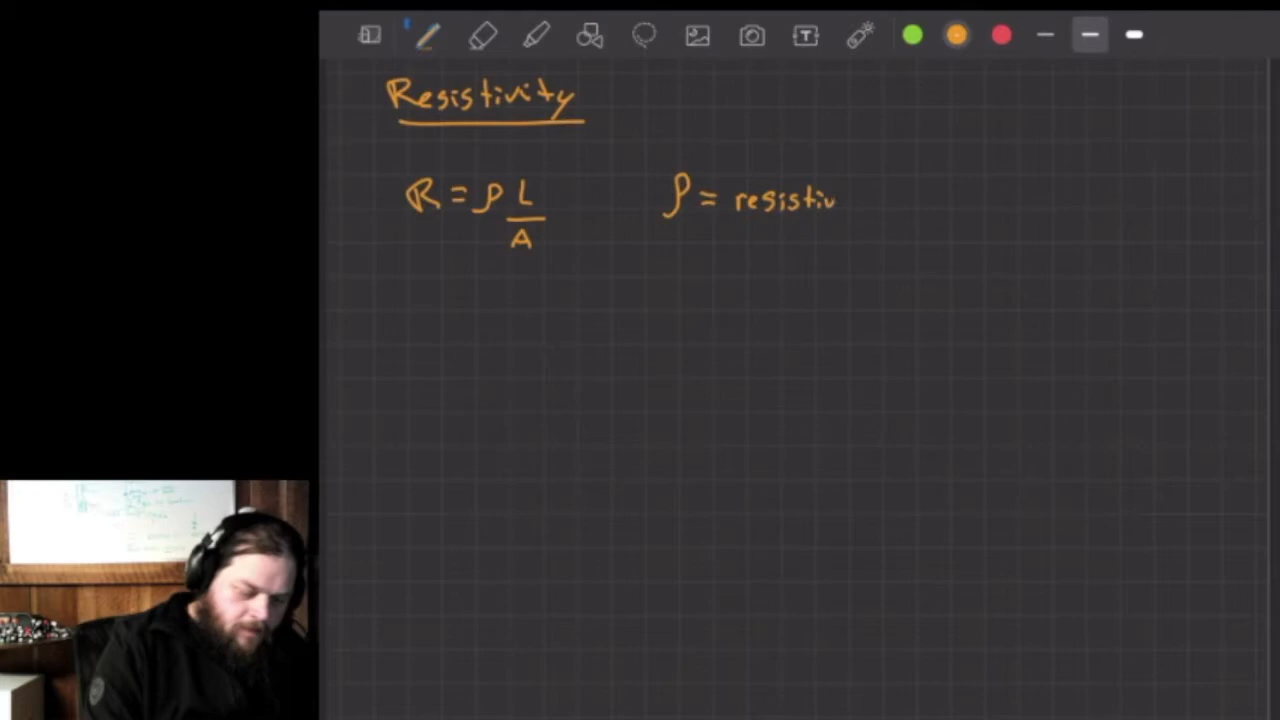 Resistivity
R = ρ L/A
ρ = resistiv